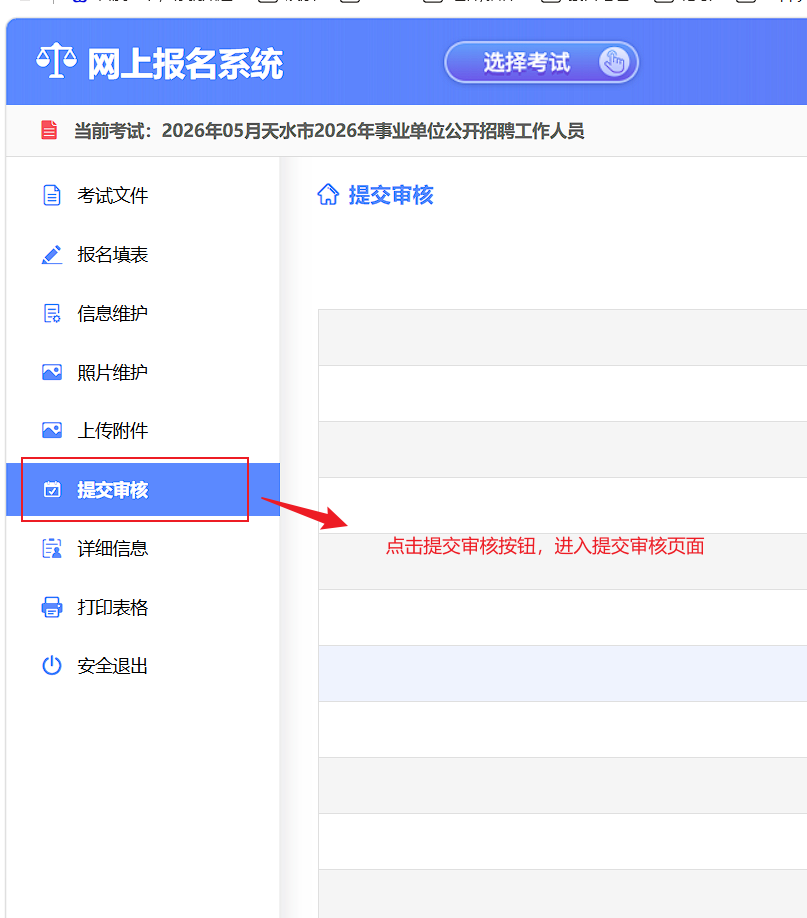 网上报名系统
选择考试
当前考试：2026年05月天水市2026年事业单位公开招聘工作人员
考试文件
提交审核
报名填表
信息维护
照片维护
上传附件
提交审核
点击提交审核按钮，进入提交审核页面
详细信息
打印表格
安全退出